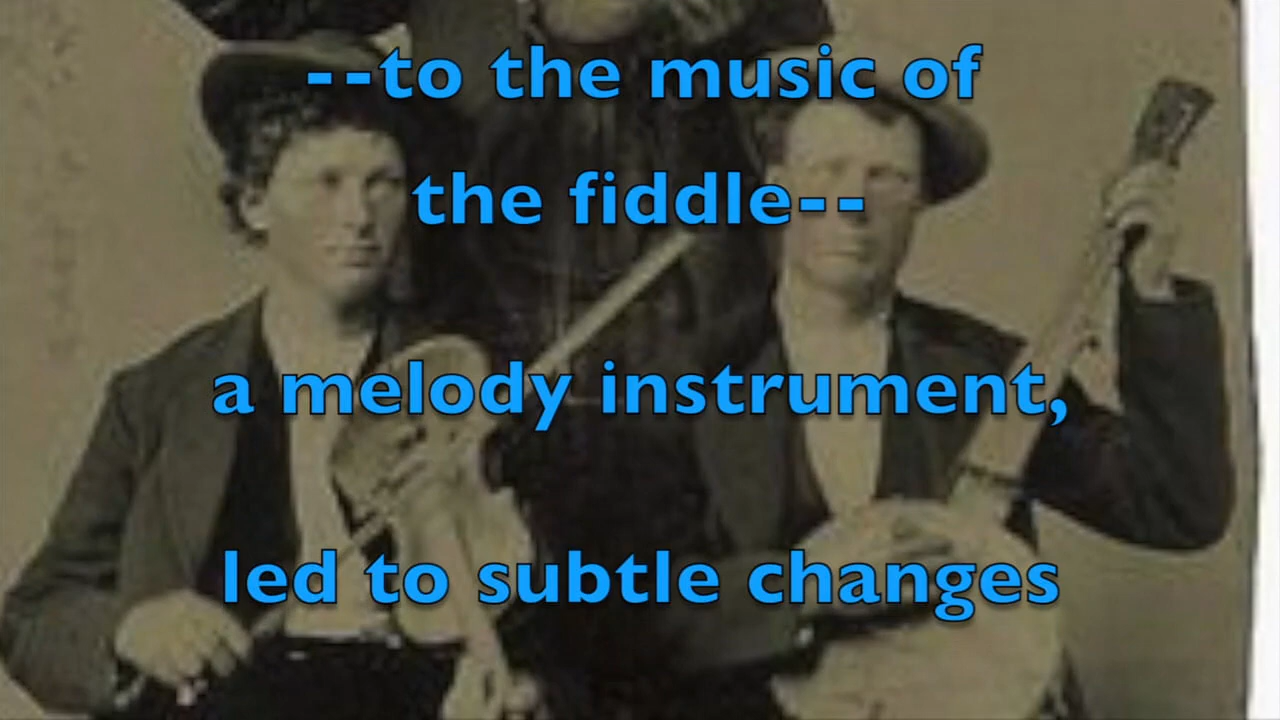 --to the music of
the fiddle--
a melody instrument,
led to subtle changes